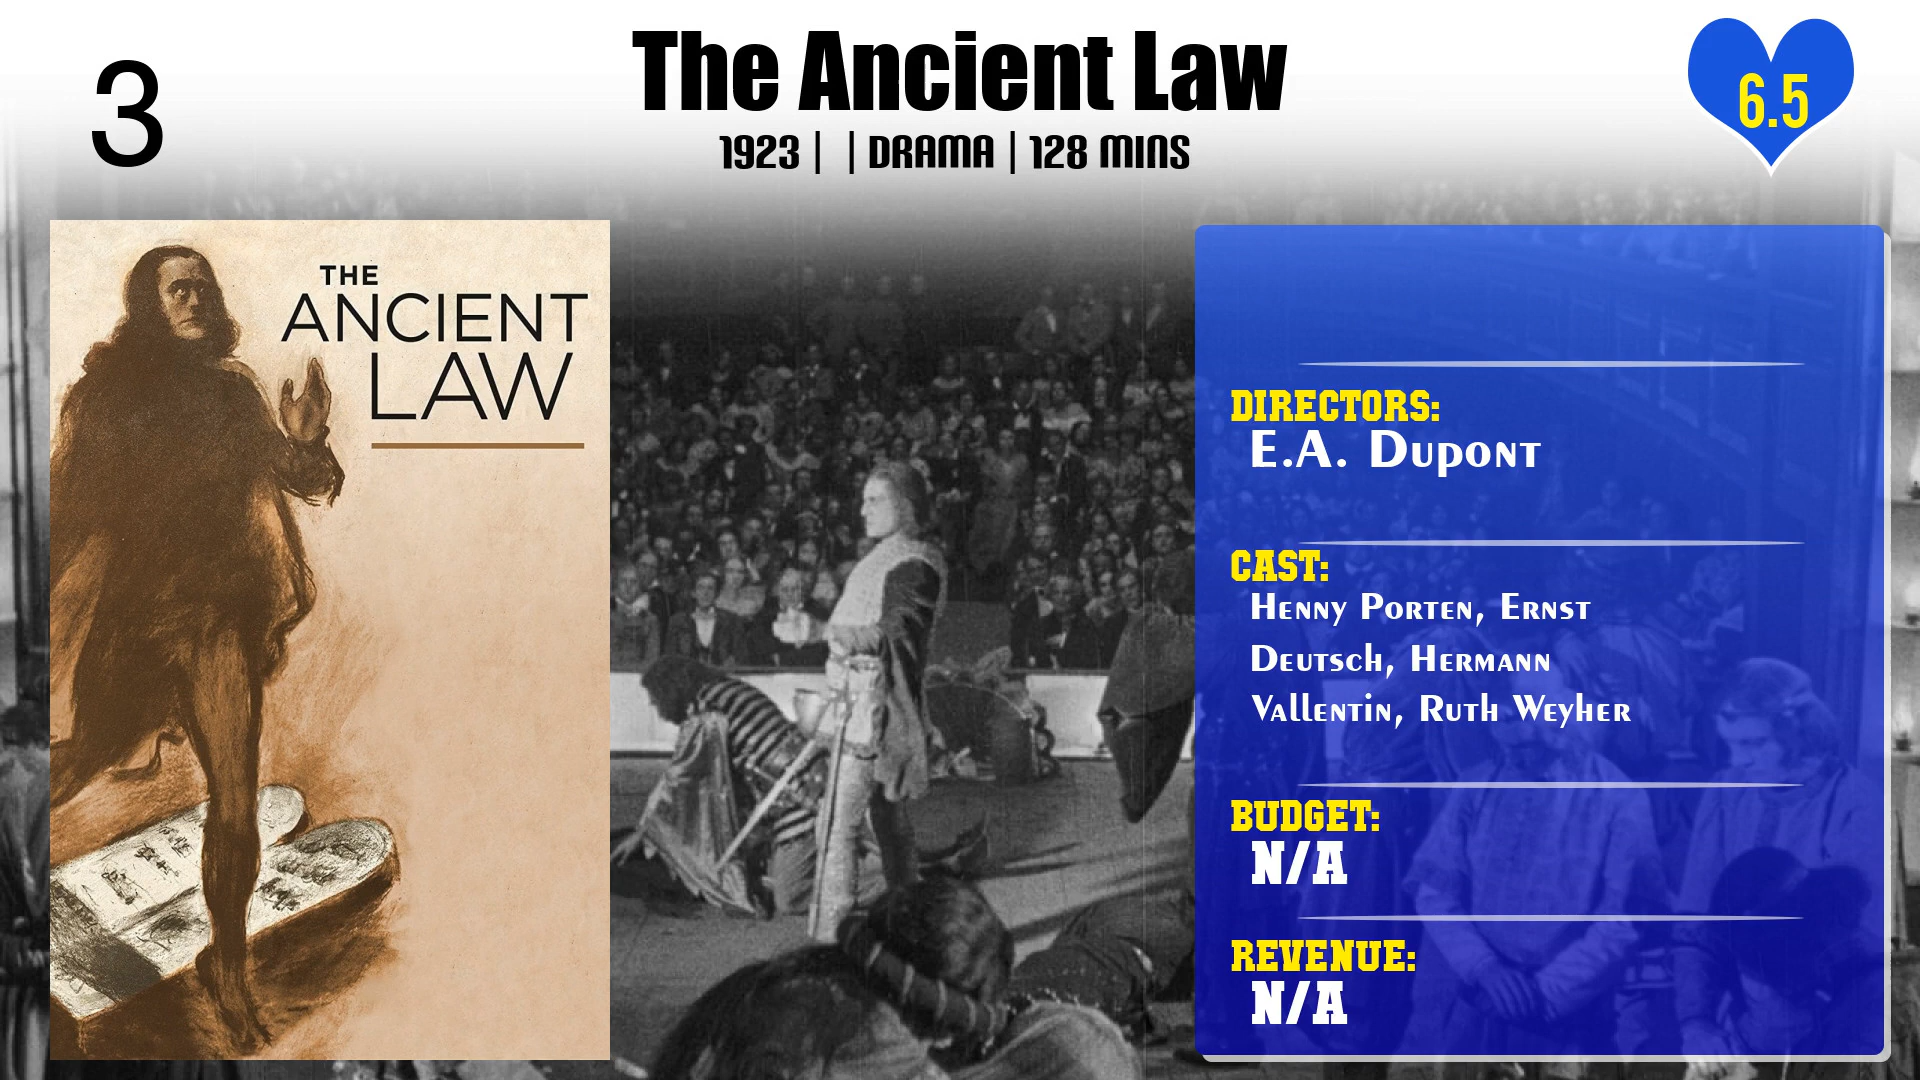 3
The Ancient Law
1923 | | DRAMA | 128 MINS
6.5
THE
ANCIENT
LAW
DIRECTORS:
E.A. Dupont
CAST:
Henny Porten, Ernst
Deutsch, Hermann
Vallentin, Ruth Weyher
BUDGET:
N/A
REVENUE:
N/A